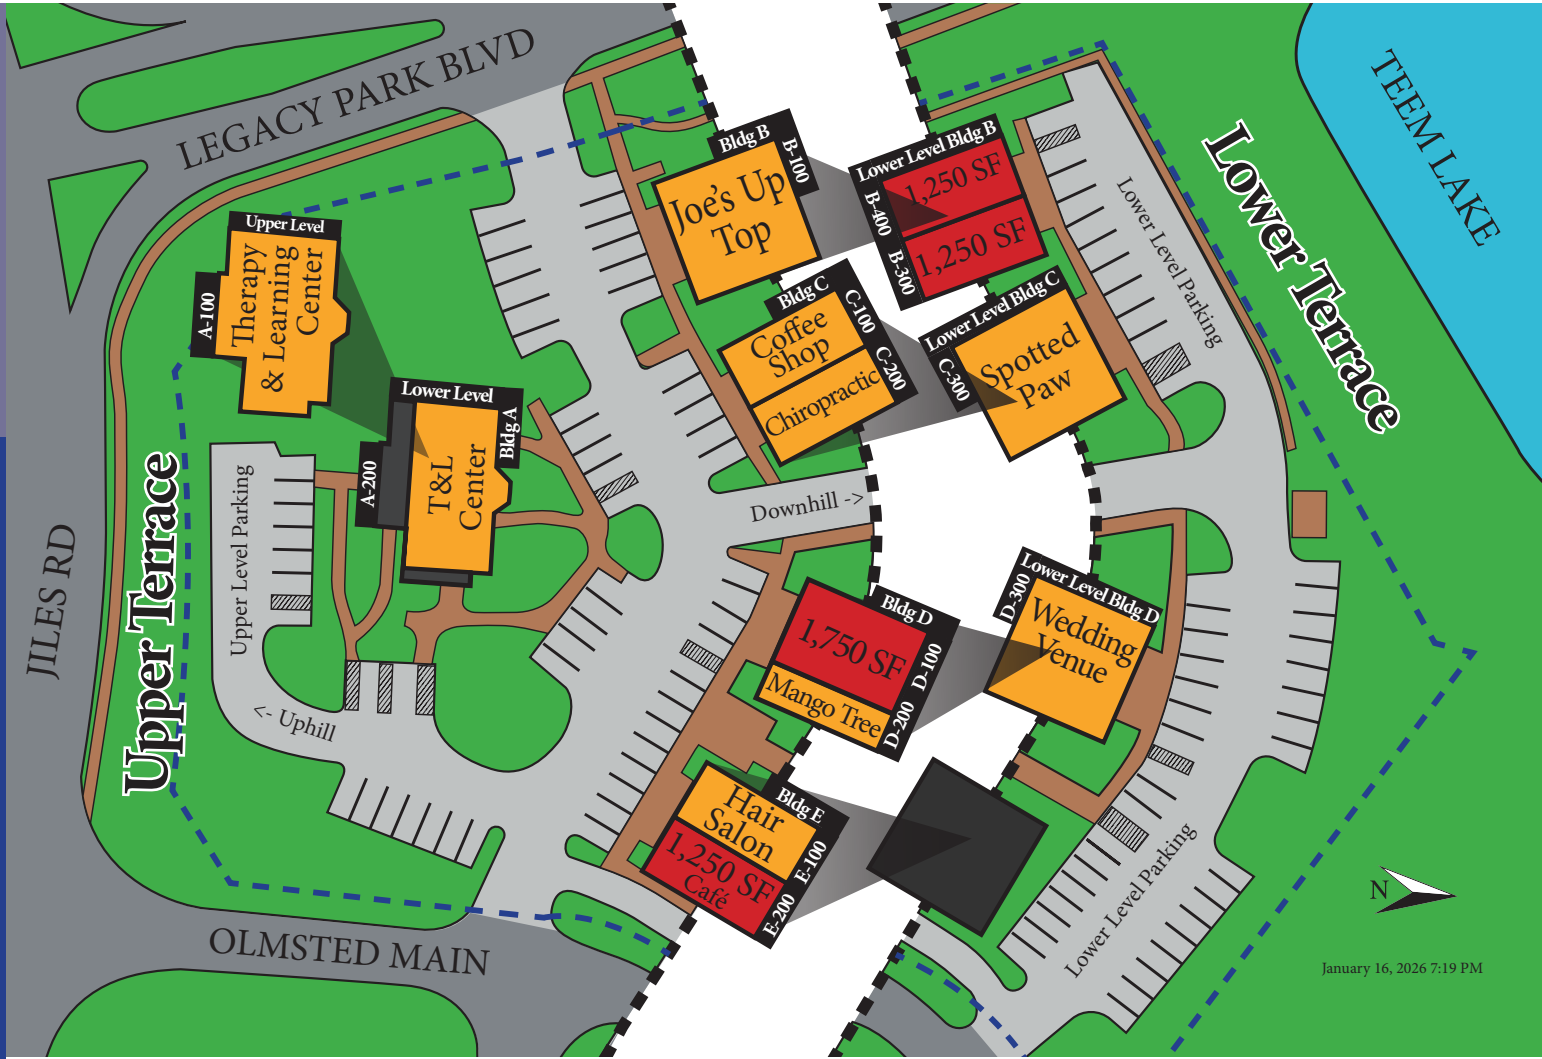 LEGACY PARK BLVD
TEEM LAKE
Lower Terrace
Lower Level Parking
Bldg B
B-100
Joe's Up
Top
Lower Level Bldg B
B-400
1,250 SF
B-300
1,250 SF
Upper Level
A-100
Therapy
& Learning
Center
Bldg C
C-100
Coffee
Shop
C-200
Chiropractic
Lower Level Bldg C
C-300
Spotted
Paw
Lower Level
Bldg A
A-200
T&L
Center
Upper Terrace
JILES RD
Upper Level Parking
<- Uphill
Downhill ->
Bldg D
D-100
1,750 SF
D-200
Mango Tree
Lower Level Bldg D
D-300
Wedding
Venue
Bldg E
E-100
Hair
Salon
E-200
1,250 SF
Café
Lower Level Parking
N
OLMSTED MAIN
January 16, 2026 7:19 PM